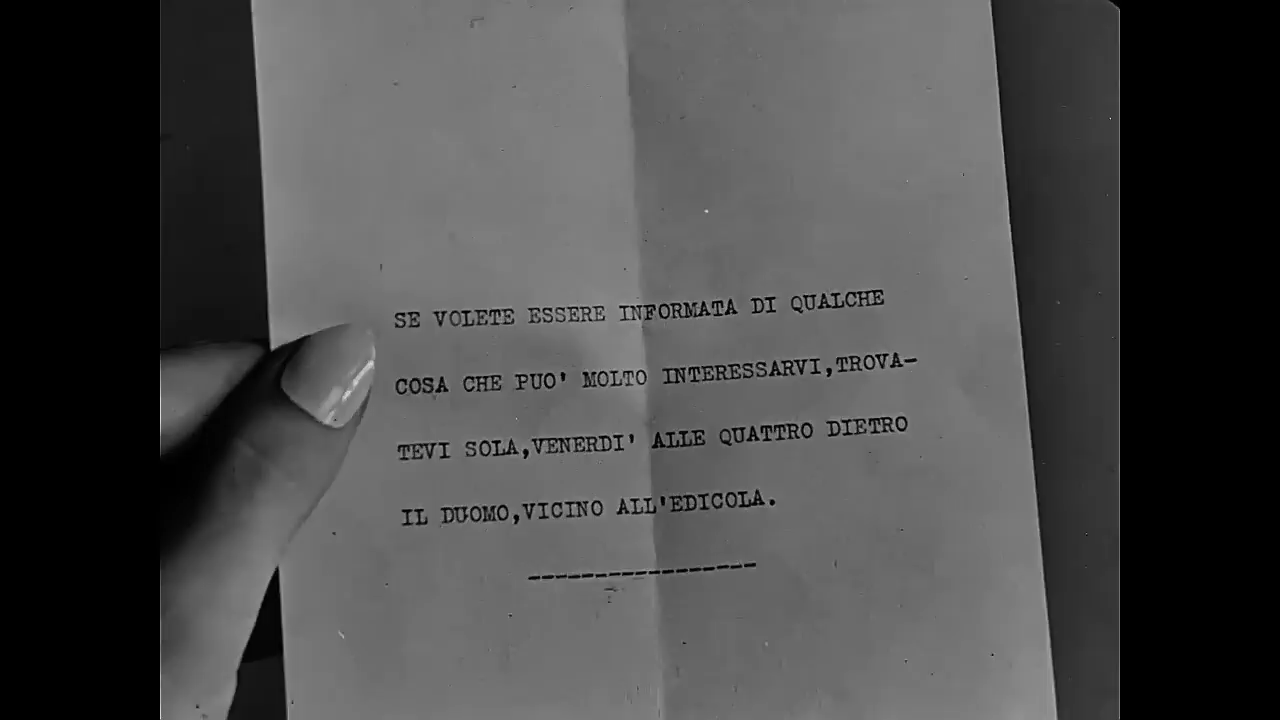 SE VOLETE ESSERE INFORMATA DI QUALCHE
COSA CHE PUO' MOLTO INTERESSARVI,TROVA-
TEVI SOLA,VENERDI' ALLE QUATTRO DIETRO
IL DUOMO,VICINO ALL'EDICOLA.
-----------------